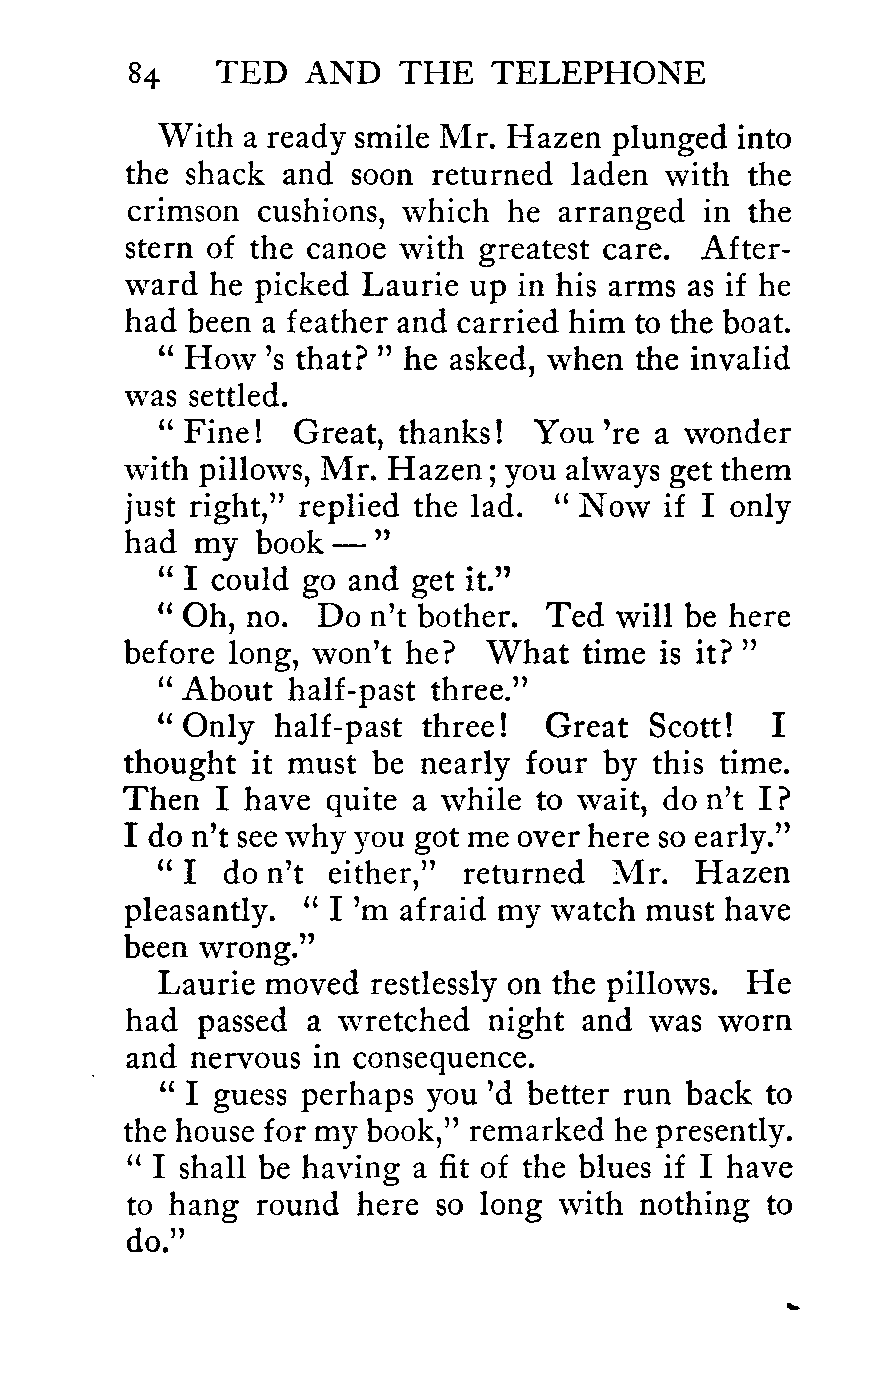 84 TED AND THE TELEPHONE
With a ready smile Mr. Hazen plunged into
the shack and soon returned laden with the
crimson cushions, which he arranged in the
stern of the canoe with greatest care. After-
ward he picked Laurie up in his arms as if he
had been a feather and carried him to the boat.
“ How ’s that? ” he asked, when the invalid
was settled.
“ Fine! Great, thanks! You ’re a wonder
with pillows, Mr. Hazen; you always get them
just right,” replied the lad. “ Now if I only
had my book — ”
“ I could go and get it.”
“ Oh, no. Do n’t bother. Ted will be here
before long, won’t he? What time is it? ”
“ About half-past three.”
“ Only half-past three! Great Scott! I
thought it must be nearly four by this time.
Then I have quite a while to wait, do n’t I?
I do n’t see why you got me over here so early.”
“ I do n’t either,” returned Mr. Hazen
pleasantly. “ I ’m afraid my watch must have
been wrong.”
Laurie moved restlessly on the pillows. He
had passed a wretched night and was worn
and nervous in consequence.
“ I guess perhaps you ’d better run back to
the house for my book,” remarked he presently.
“ I shall be having a fit of the blues if I have
to hang round here so long with nothing to
do.”